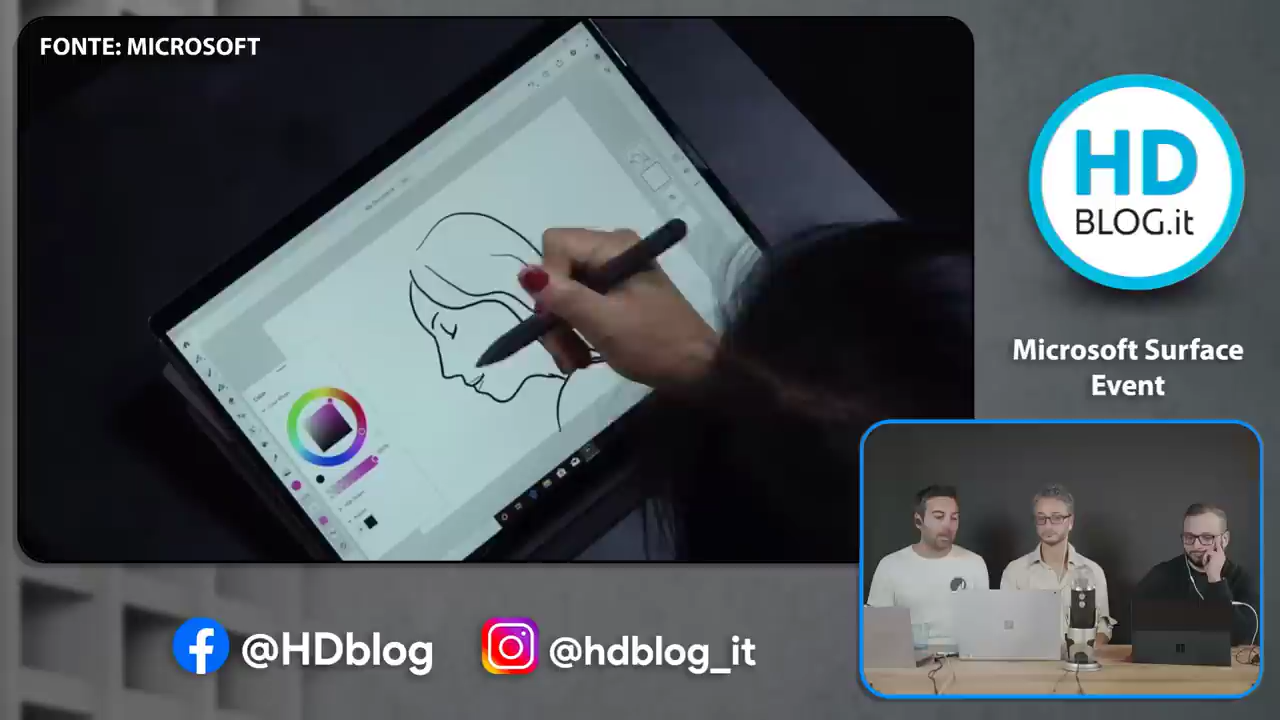 FONTE: MICROSOFT
HD
BLOG.it
Microsoft Surface
Event
@HDblog
@hdblog_it